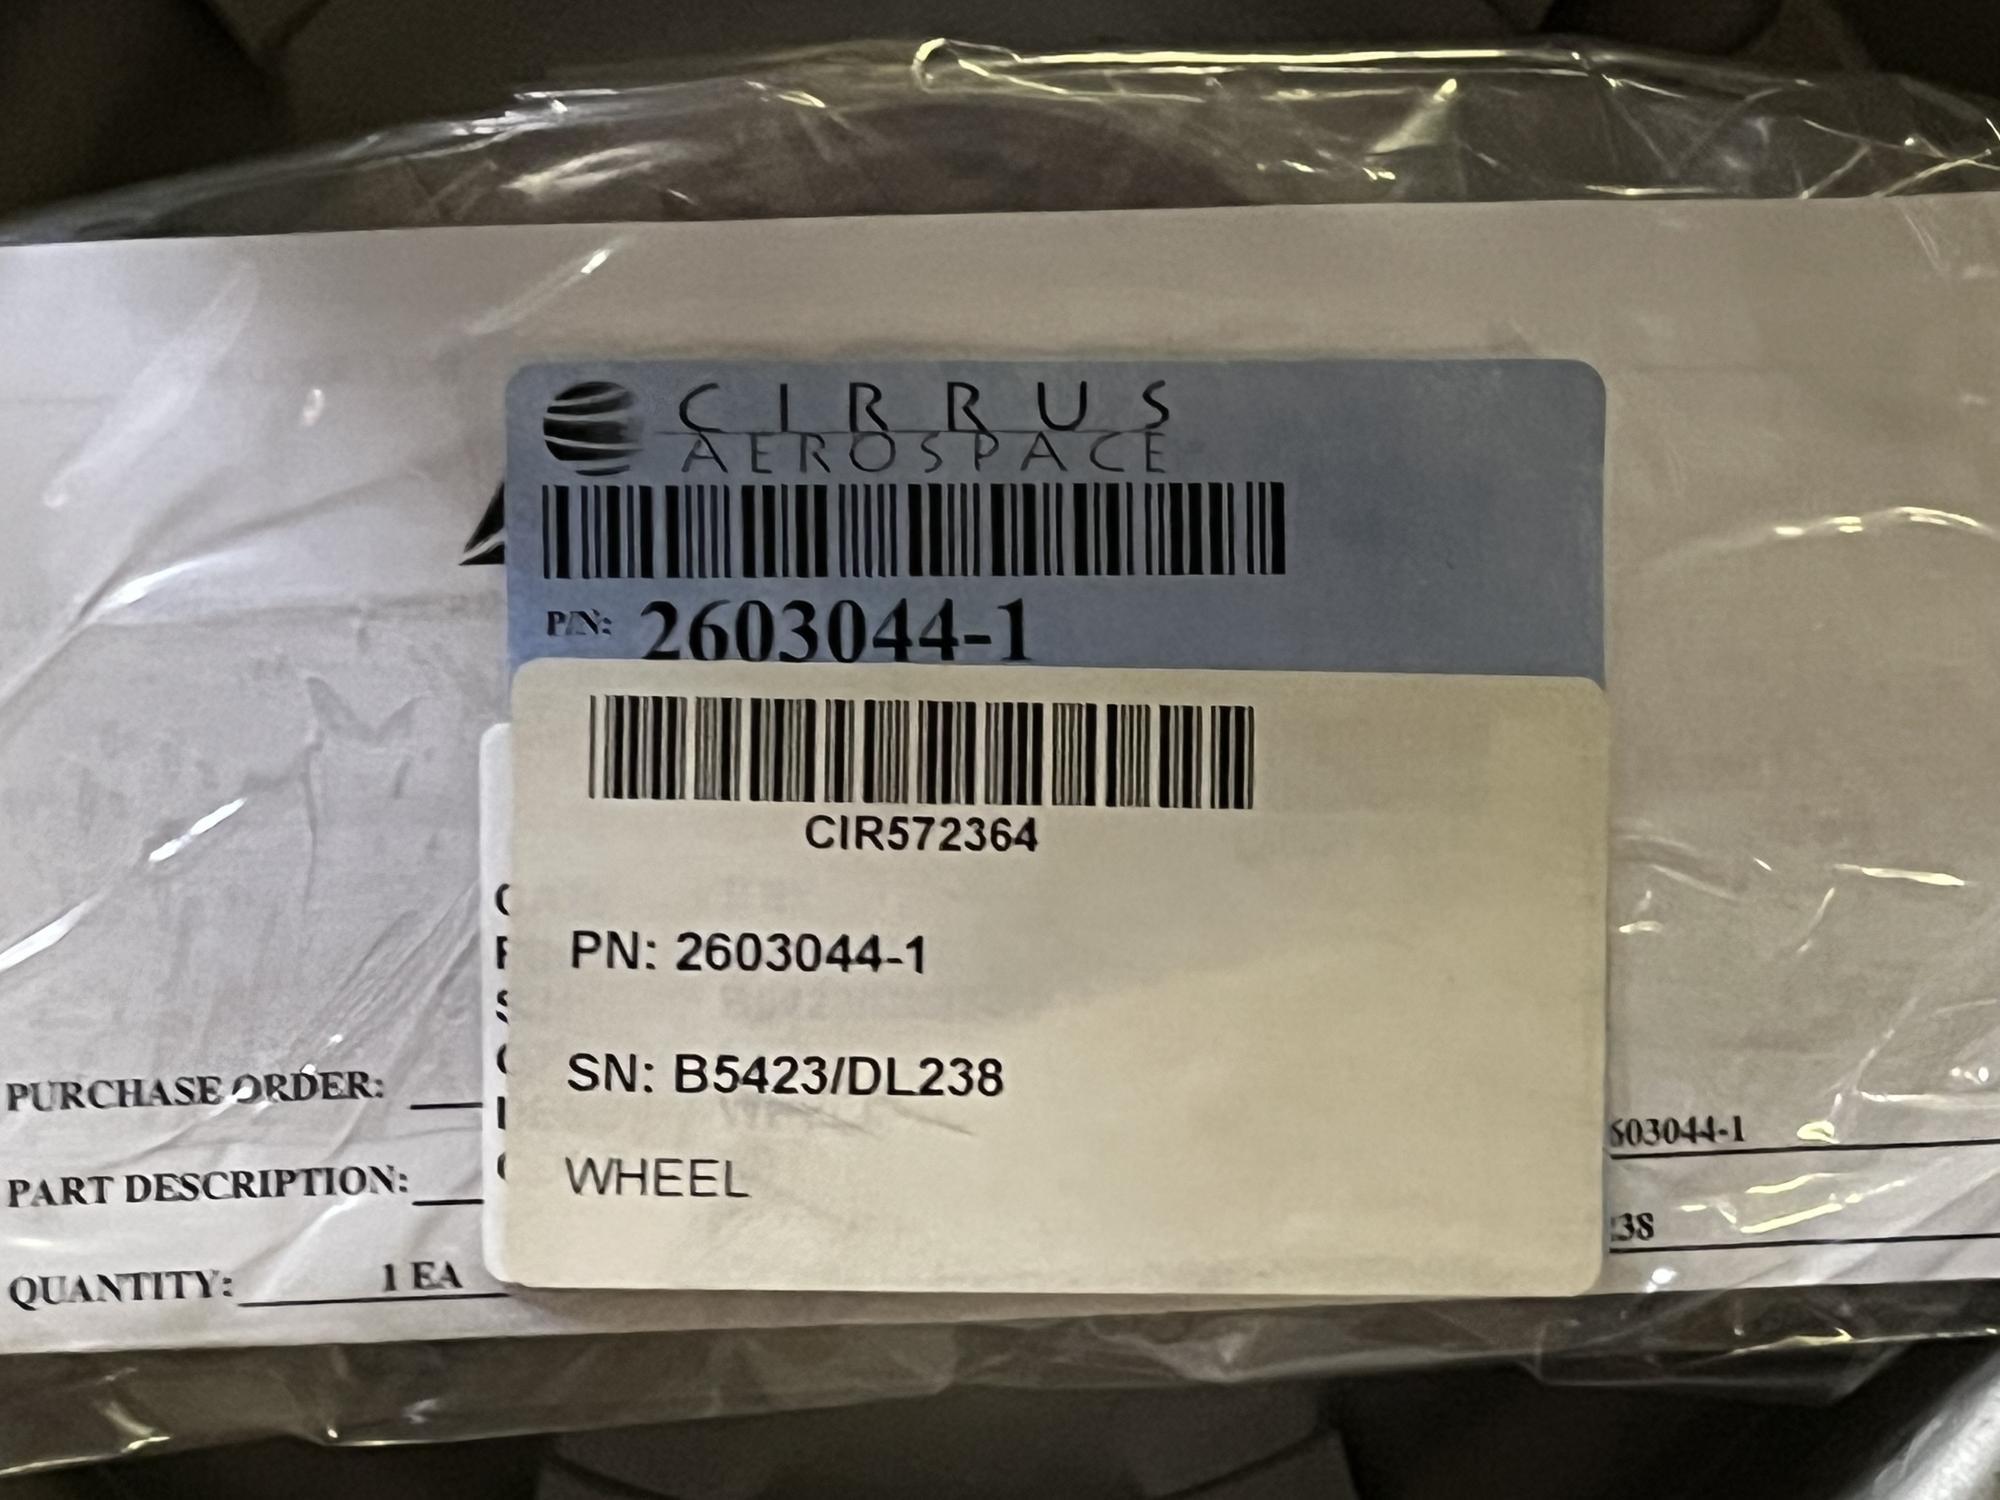 CIRRUS
AEROSPACE
P/N: 2603044-1
CIR572364
PN: 2603044-1
SN: B5423/DL238
WHEEL
PURCHASE ORDER:
PART DESCRIPTION:
QUANTITY: 1 EA
603044-1
38